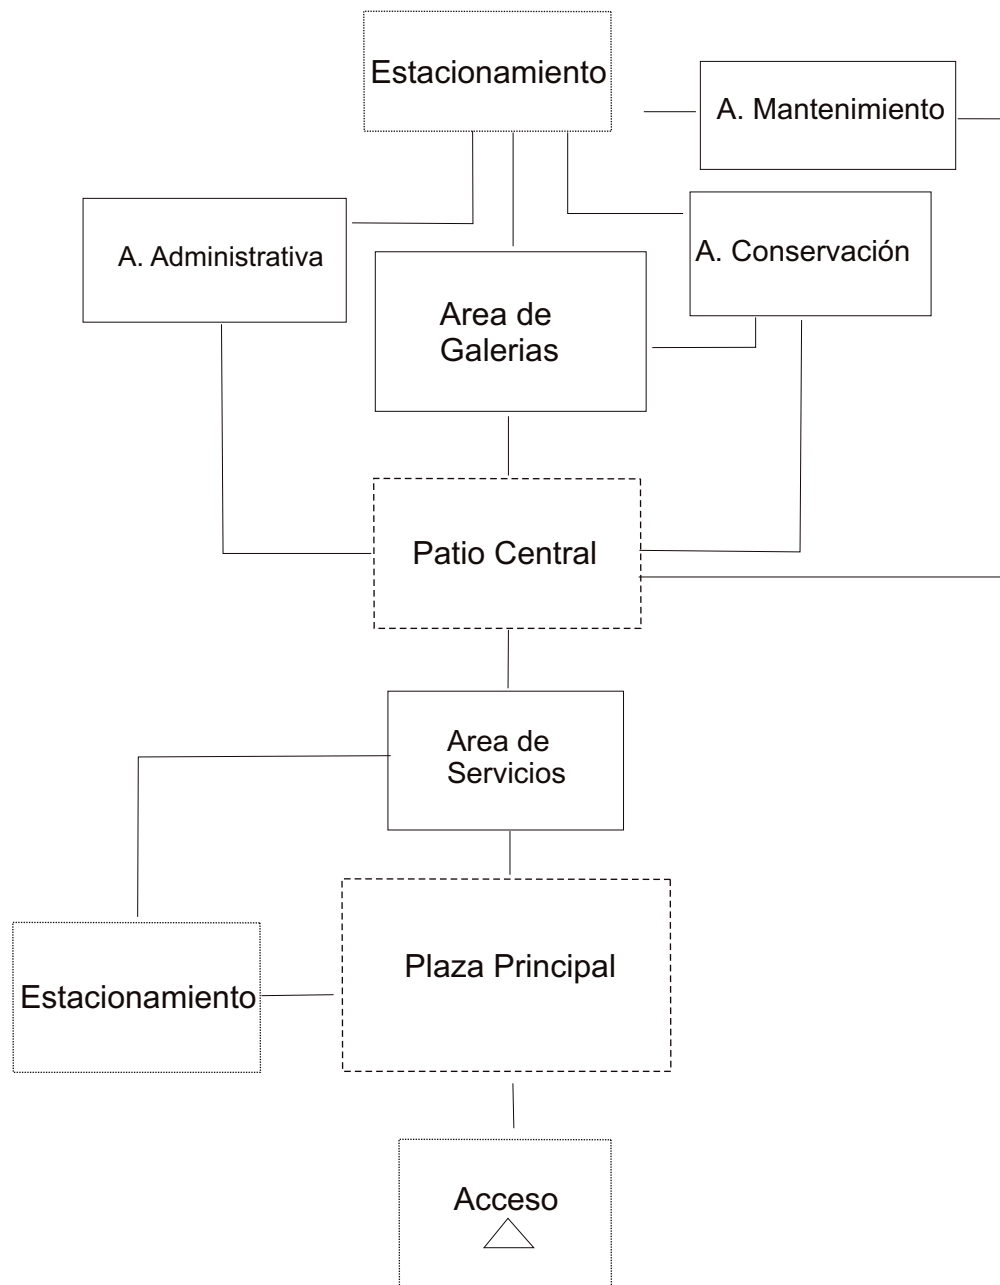 Estacionamiento
A. Mantenimiento
A. Administrativa
A. Conservación
Area de
Galerias
Patio Central
Area de
Servicios
Plaza Principal
Estacionamiento
Acceso